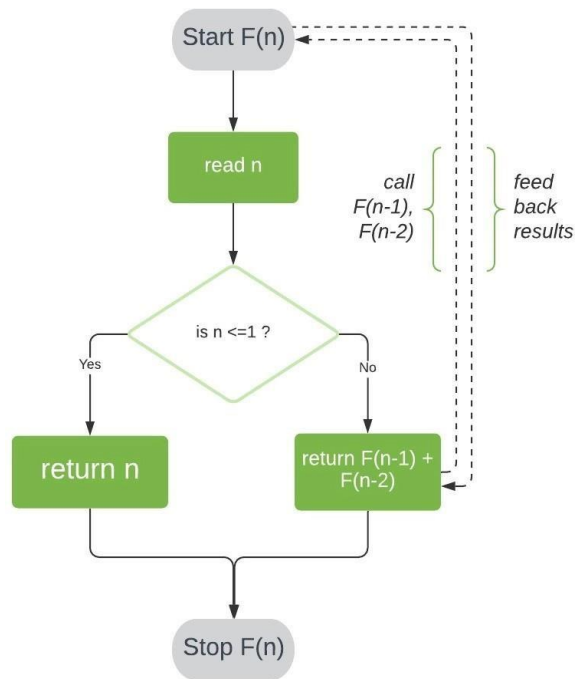 Start F(n)
read n
call
F(n-1),
F(n-2)
feed
back
results
is n <=1 ?
Yes
No
return n
return F(n-1) +
F(n-2)
Stop F(n)